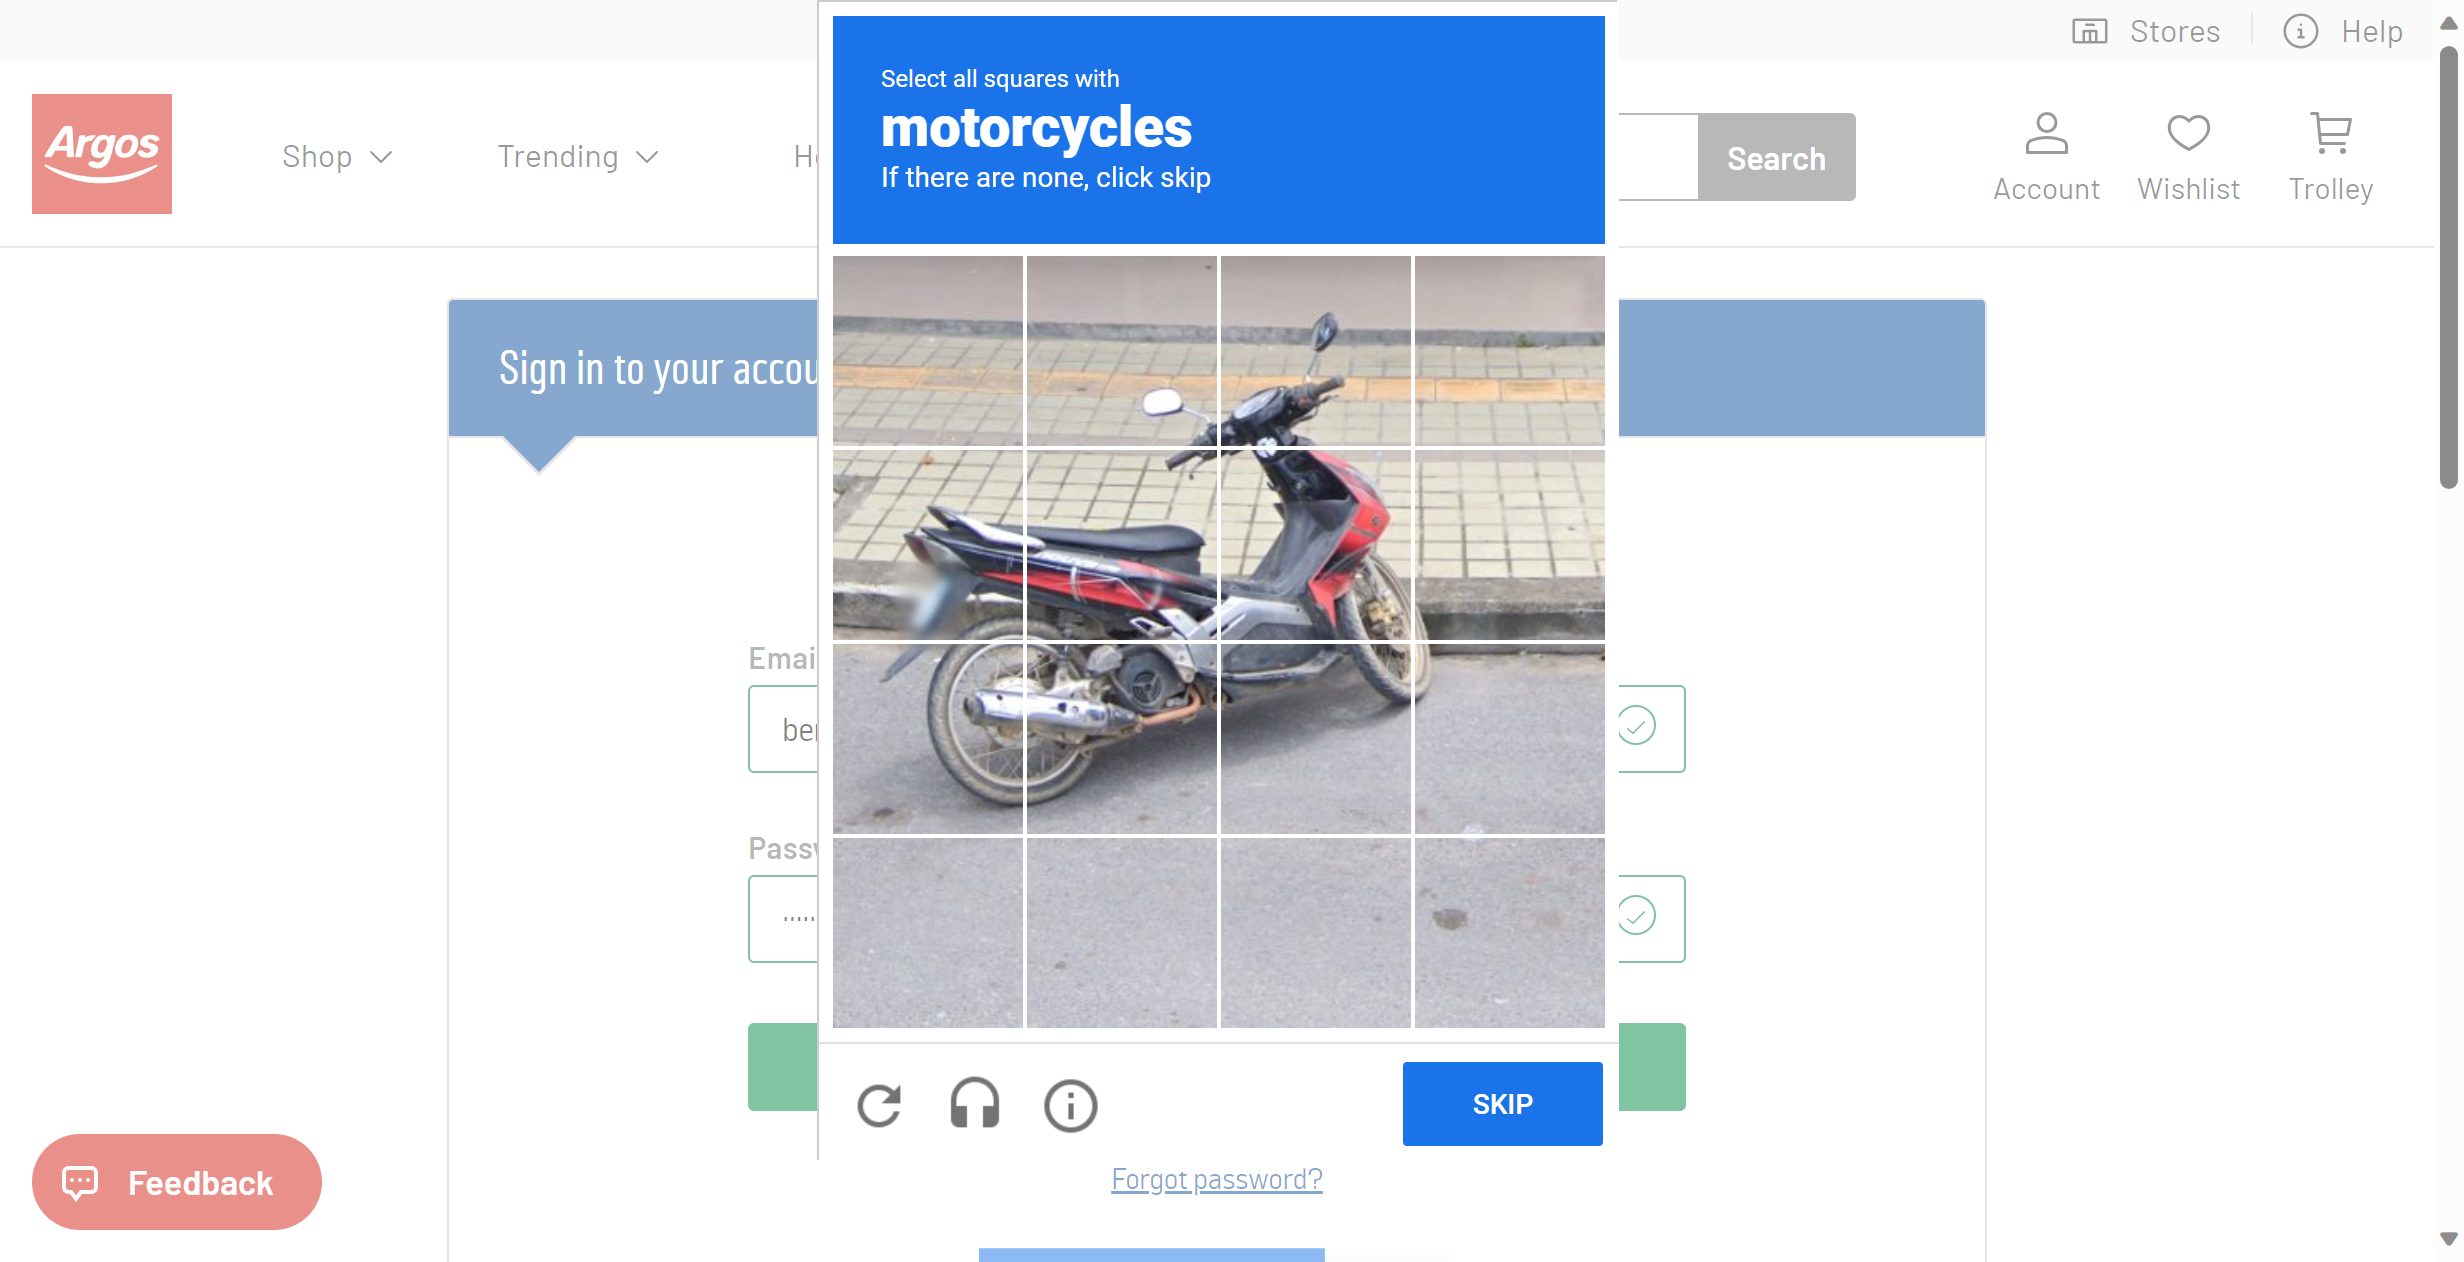 Stores
Help
Argos
Shop
Trending
Search
Account
Wishlist
Trolley
Select all squares with
motorcycles
If there are none, click skip
Sign in to your accou
Emai
be
Passw
SKIP
Forgot password?
Feedback